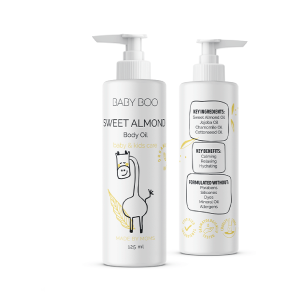 BABY BOO
SWEET ALMOND
Body Oil
125 ml
KEY INGREDIENTS:
Sweet Almond Oil
Jojoba Oil
Chamomile Oil
Cottonseed Oil
KEY BENEFITS:
Calming
Relaxing
Hydrating
FORMULATED WITHOUT:
Parabens
Silicones
Dyes
Mineral Oil
Allergens